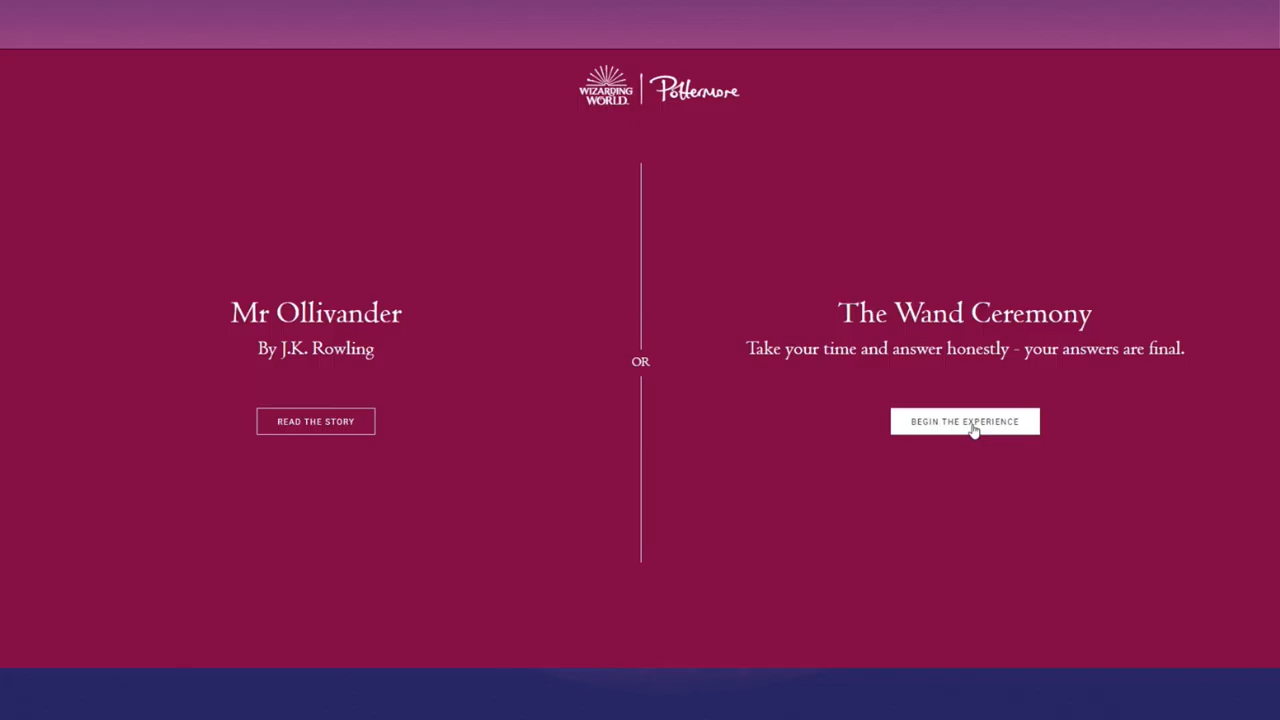 WIZARDING
WORLD.
Pottermore
Mr Ollivander
By J.K. Rowling
READ THE STORY
OR
The Wand Ceremony
Take your time and answer honestly - your answers are final.
BEGIN THE EXPERIENCE